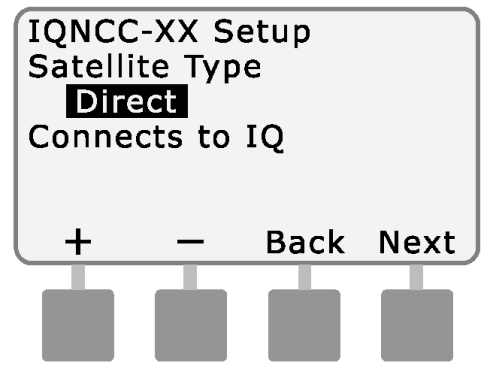 IQNCC-XX Setup
Satellite Type
Direct
Connects to IQ
+ − Back Next